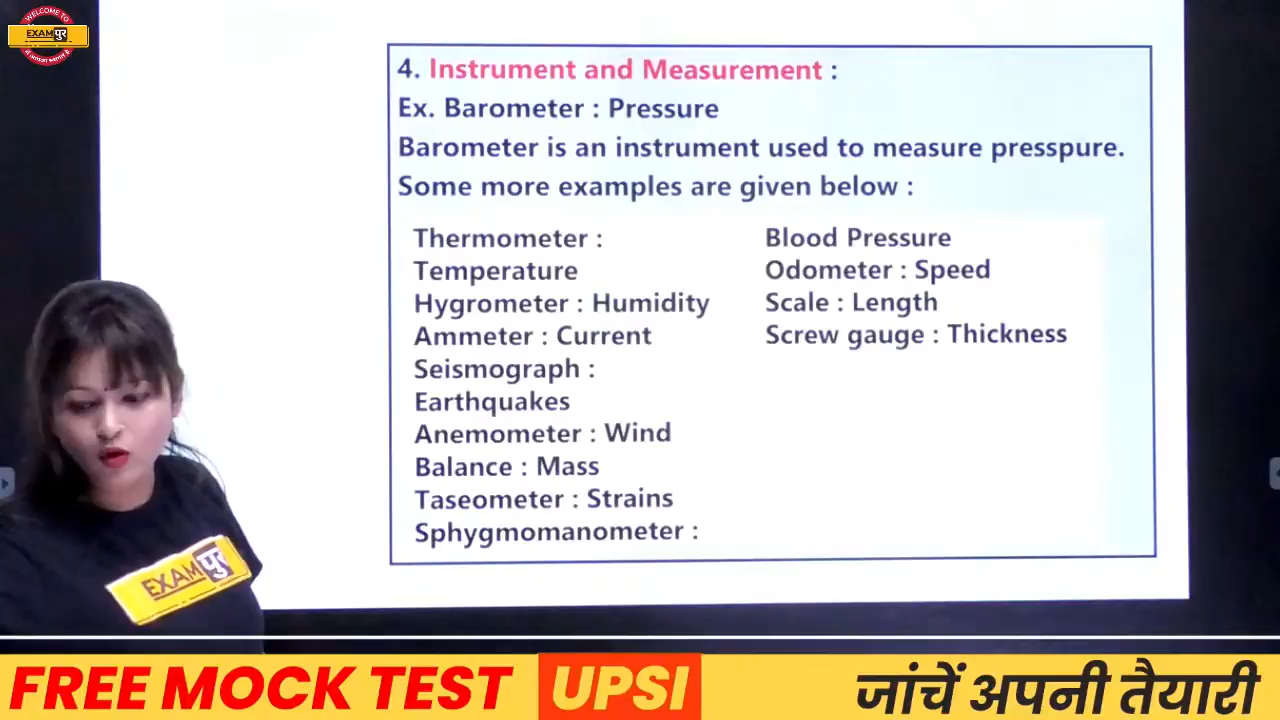 WELCOME TO
EXAMपुर
4. Instrument and Measurement :
Ex. Barometer : Pressure
Barometer is an instrument used to measure presspure.
Some more examples are given below :
Thermometer :
Temperature
Hygrometer : Humidity
Ammeter : Current
Seismograph :
Earthquakes
Anemometer : Wind
Balance : Mass
Taseometer : Strains
Sphygmomanometer :
Blood Pressure
Odometer : Speed
Scale : Length
Screw gauge : Thickness
EXAMपुर
FREE MOCK TEST UPSI जांचें अपनी तैयारी